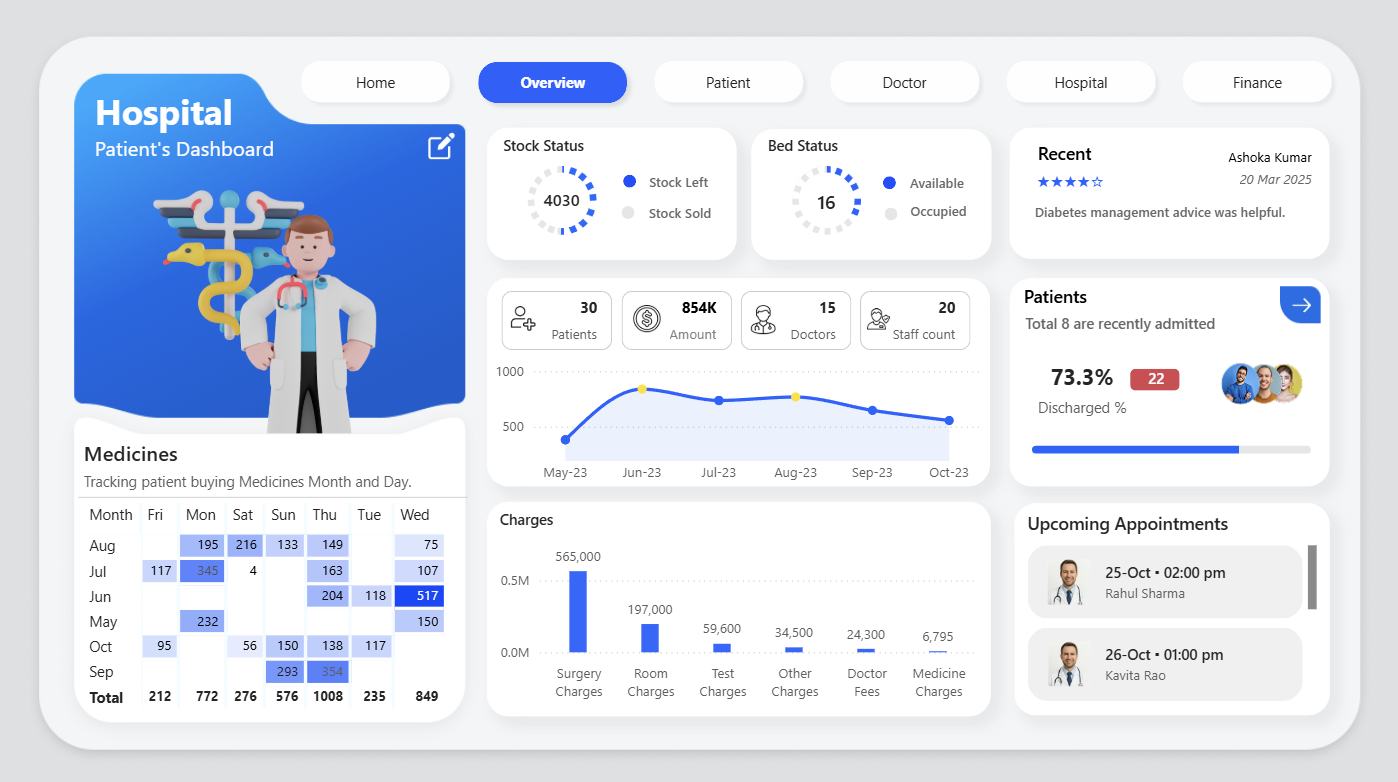 Home
Overview
Patient
Doctor
Hospital
Finance
Hospital
Patient's Dashboard
Stock Status
4030
Stock Left
Stock Sold
Bed Status
16
Available
Occupied
Recent
Ashoka Kumar
★★★★☆
20 Mar 2025
Diabetes management advice was helpful.
30
Patients
854K
Amount
15
Doctors
20
Staff count
1000
500
May-23 Jun-23 Jul-23 Aug-23 Sep-23 Oct-23
Patients
Total 8 are recently admitted
73.3%
22
Discharged %
Medicines
Tracking patient buying Medicines Month and Day.
Month Fri Mon Sat Sun Thu Tue Wed
Aug 195 216 133 149 75
Jul 117 345 4 163 107
Jun 204 118 517
May 232 150
Oct 95 56 150 138 117
Sep 293 354
Total 212 772 276 576 1008 235 849
Charges
0.5M
0.0M
565,000
197,000
59,600
34,500
24,300
6,795
Surgery Charges
Room Charges
Test Charges
Other Charges
Doctor Fees
Medicine Charges
Upcoming Appointments
25-Oct • 02:00 pm
Rahul Sharma
26-Oct • 01:00 pm
Kavita Rao